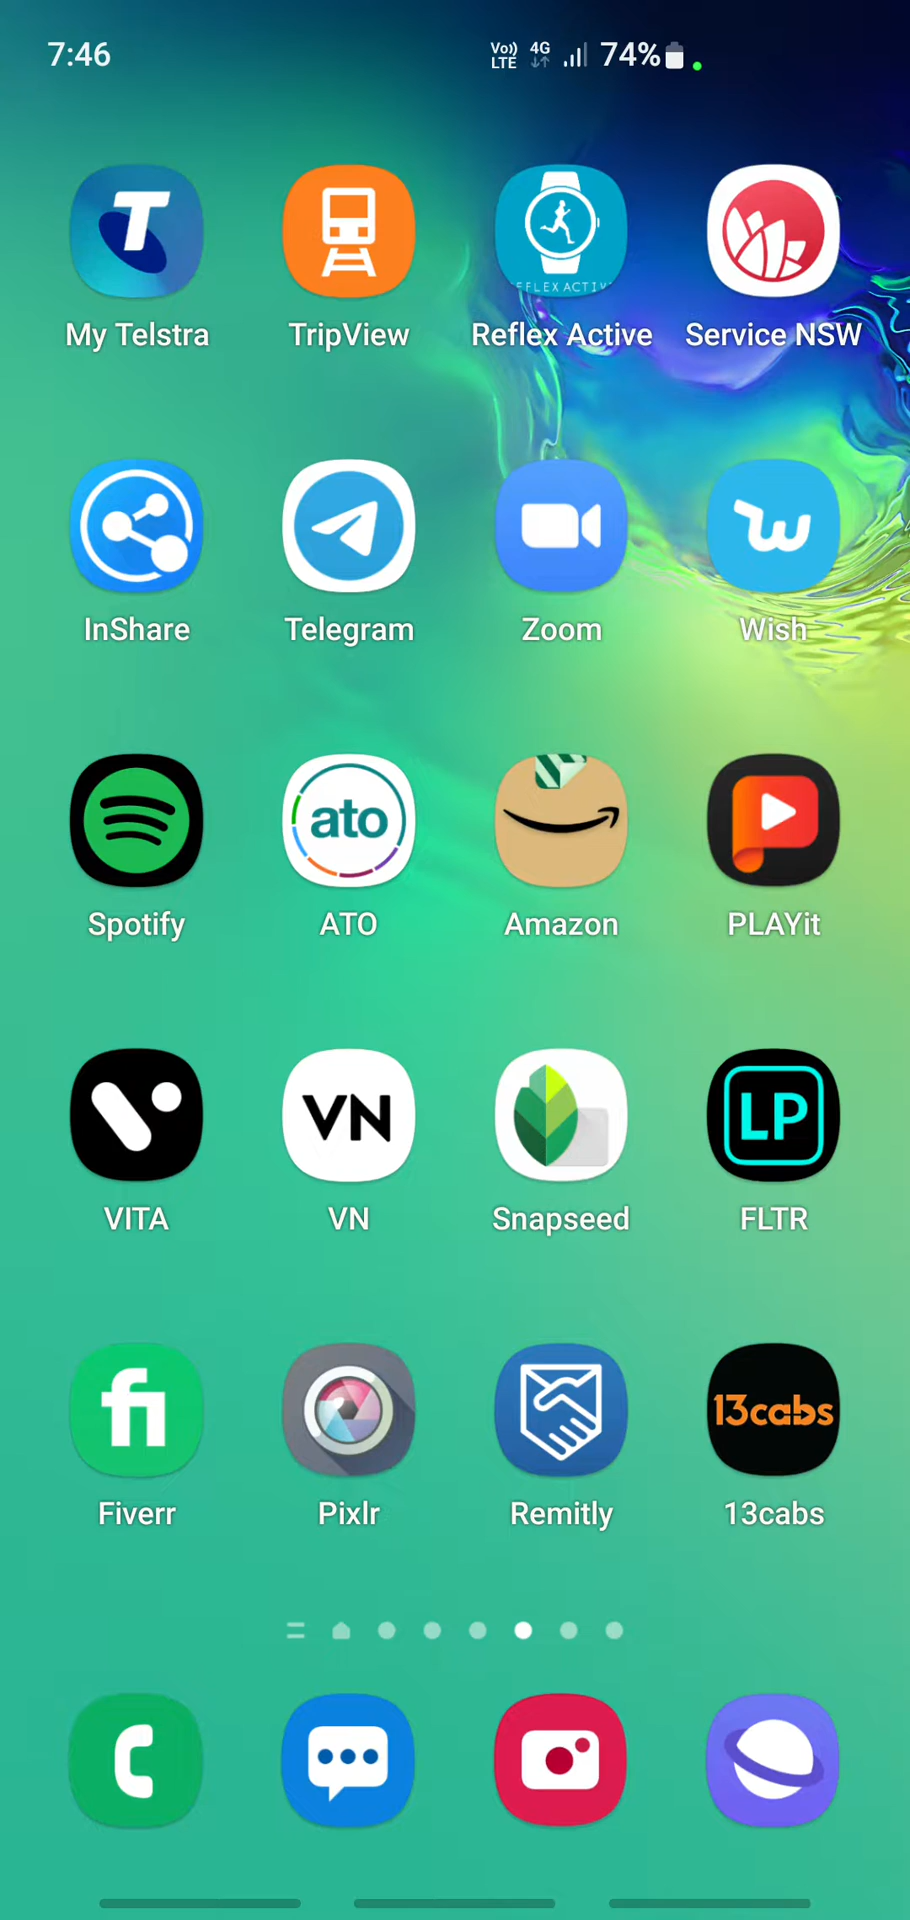 7:46 Vo)) LTE 4G 74%
T
REFLEX ACTIVE
My Telstra TripView Reflex Active Service NSW
w
InShare Telegram Zoom Wish
ato
Spotify ATO Amazon PLAYit
VN LP
VITA VN Snapseed FLTR
fi 13cabs
Fiverr Pixlr Remitly 13cabs